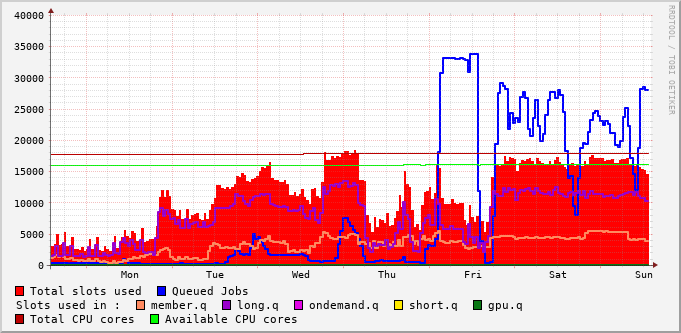 40000
35000
30000
25000
20000
15000
10000
5000
0
Mon Tue Wed Thu Fri Sat Sun
Total slots used Queued Jobs
Slots used in : member.q long.q ondemand.q short.q gpu.q
Total CPU cores Available CPU cores
RRDTOOL / TOBI OETIKER